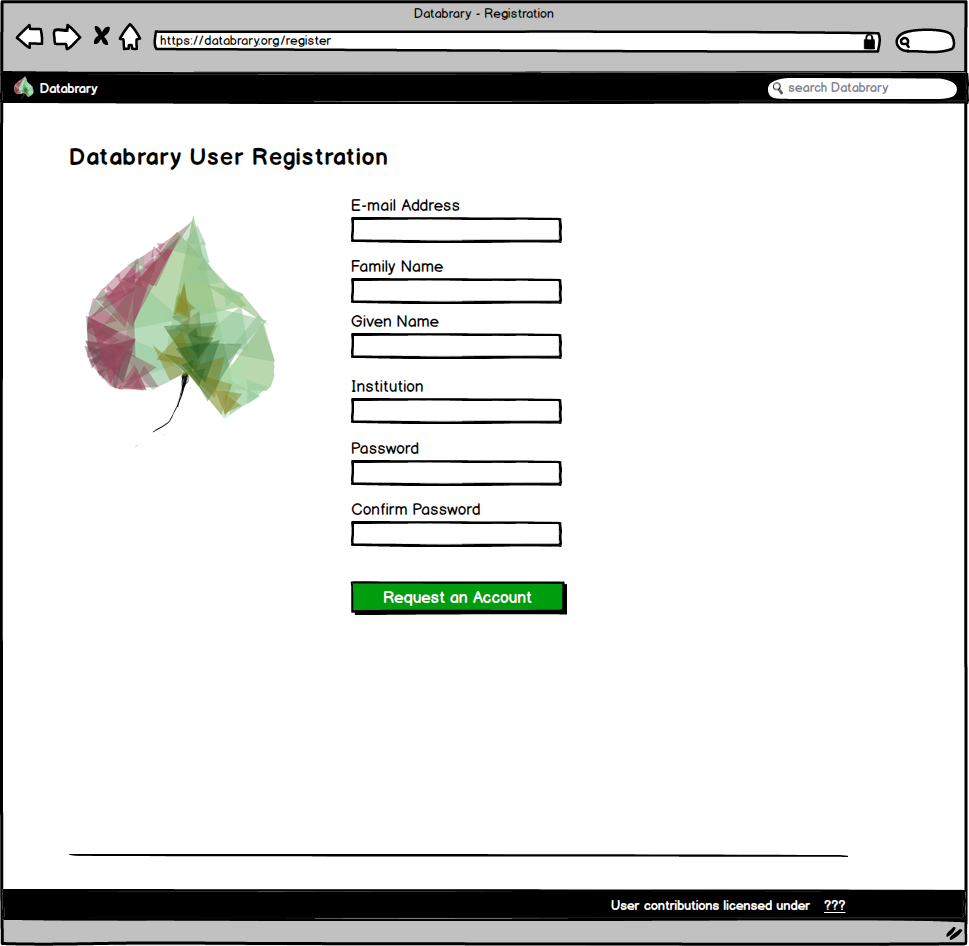 Databrary - Registration
https://databrary.org/register
Databrary
search Databrary
Databrary User Registration
E-mail Address
Family Name
Given Name
Institution
Password
Confirm Password
Request an Account
User contributions licensed under ???